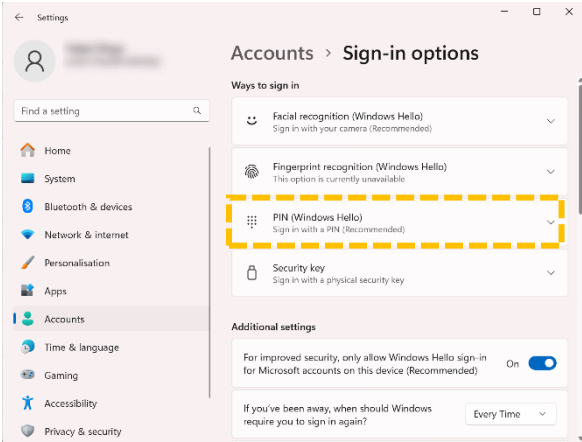 Settings
Accounts > Sign-in options
Find a setting
Home
System
Bluetooth & devices
Network & internet
Personalisation
Apps
Accounts
Time & language
Gaming
Accessibility
Privacy & security
Ways to sign in
Facial recognition (Windows Hello)
Sign in with your camera (Recommended)
Fingerprint recognition (Windows Hello)
This option is currently unavailable
PIN (Windows Hello)
Sign in with a PIN (Recommended)
Security key
Sign in with a physical security key
Additional settings
For improved security, only allow Windows Hello sign-in
for Microsoft accounts on this device (Recommended)
On
If you've been away, when should Windows
require you to sign in again?
Every Time